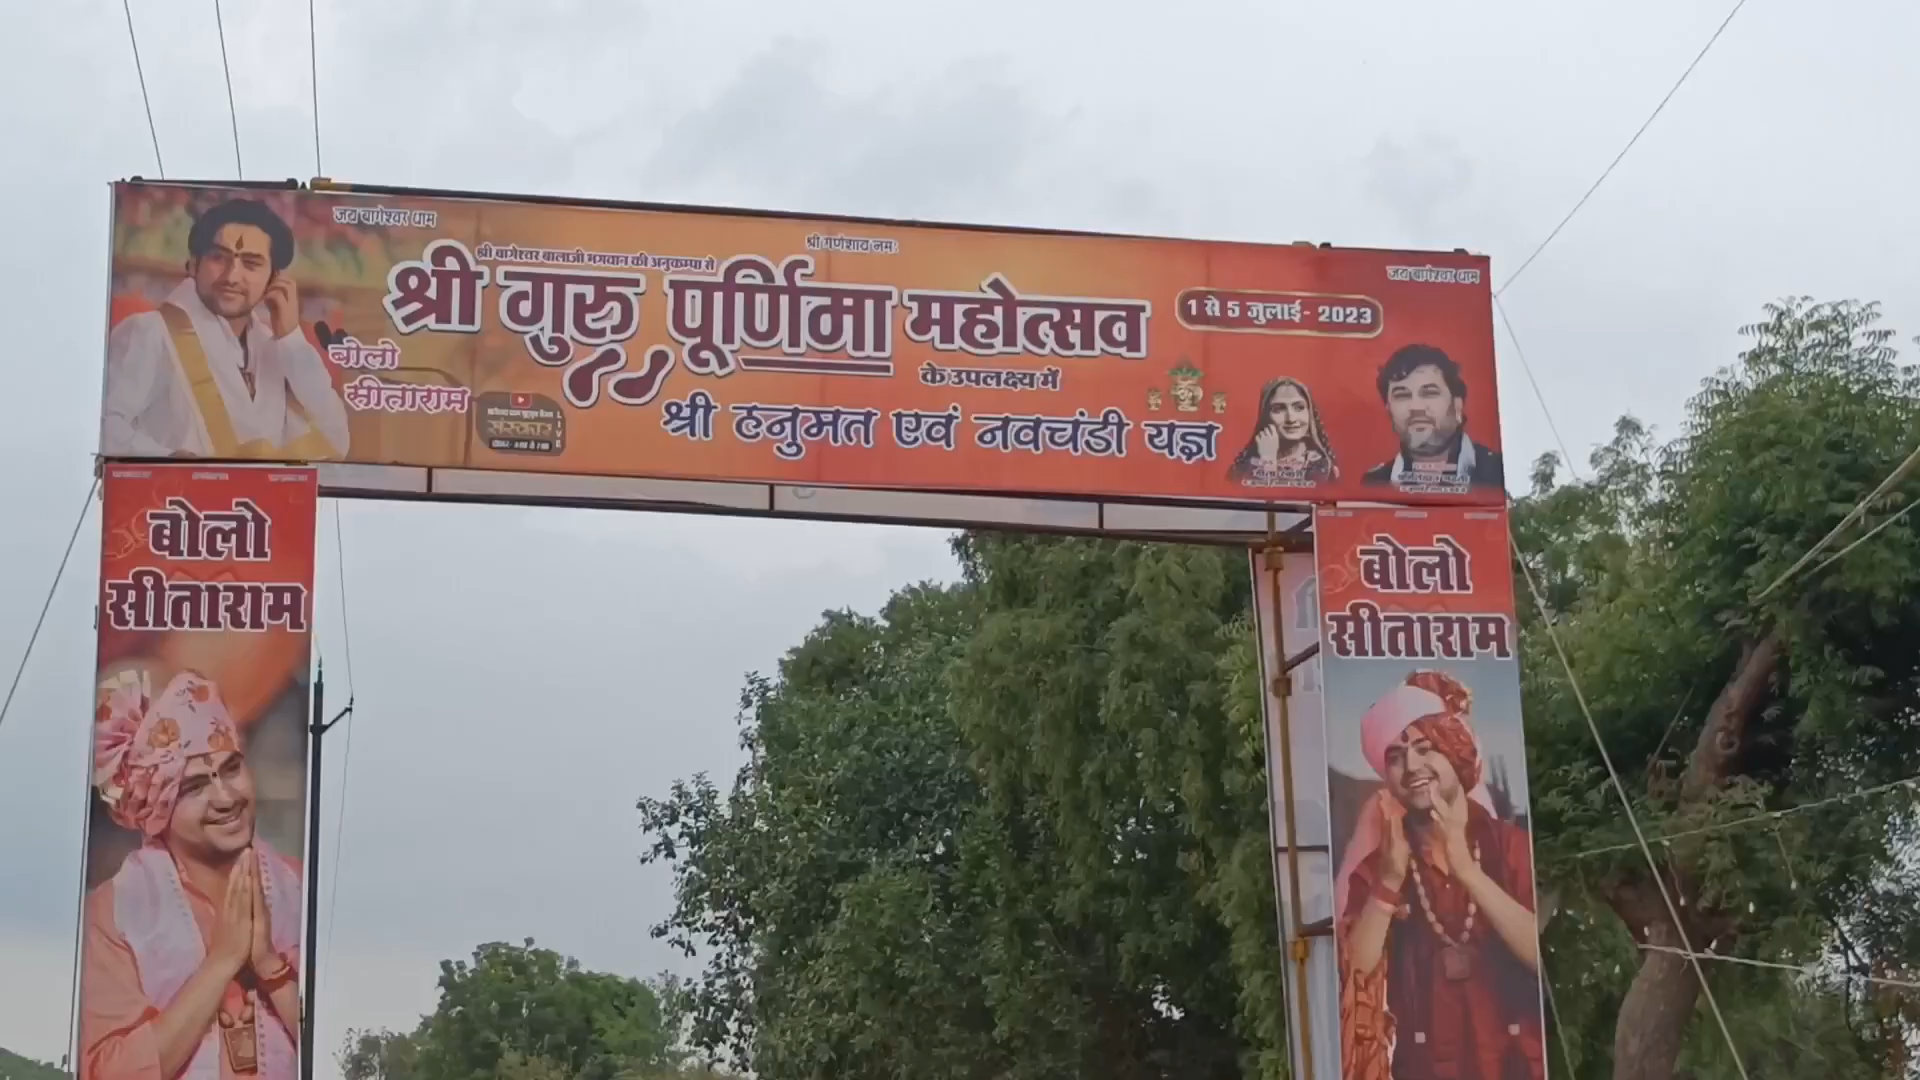 जय बागेश्वर धाम
श्री गणेशाय नमः
जय बागेश्वर धाम
श्री बागेश्वर बालाजी भगवान की अनुकम्पा से
श्री गुरु पूर्णिमा महोत्सव
1 से 5 जुलाई- 2023
के उपलक्ष्य में
श्री हनुमत एवं नवचंडी यज्ञ
बोलो
सीताराम
संस्कार
LIVE
बोलो
सीताराम
बोलो
सीताराम